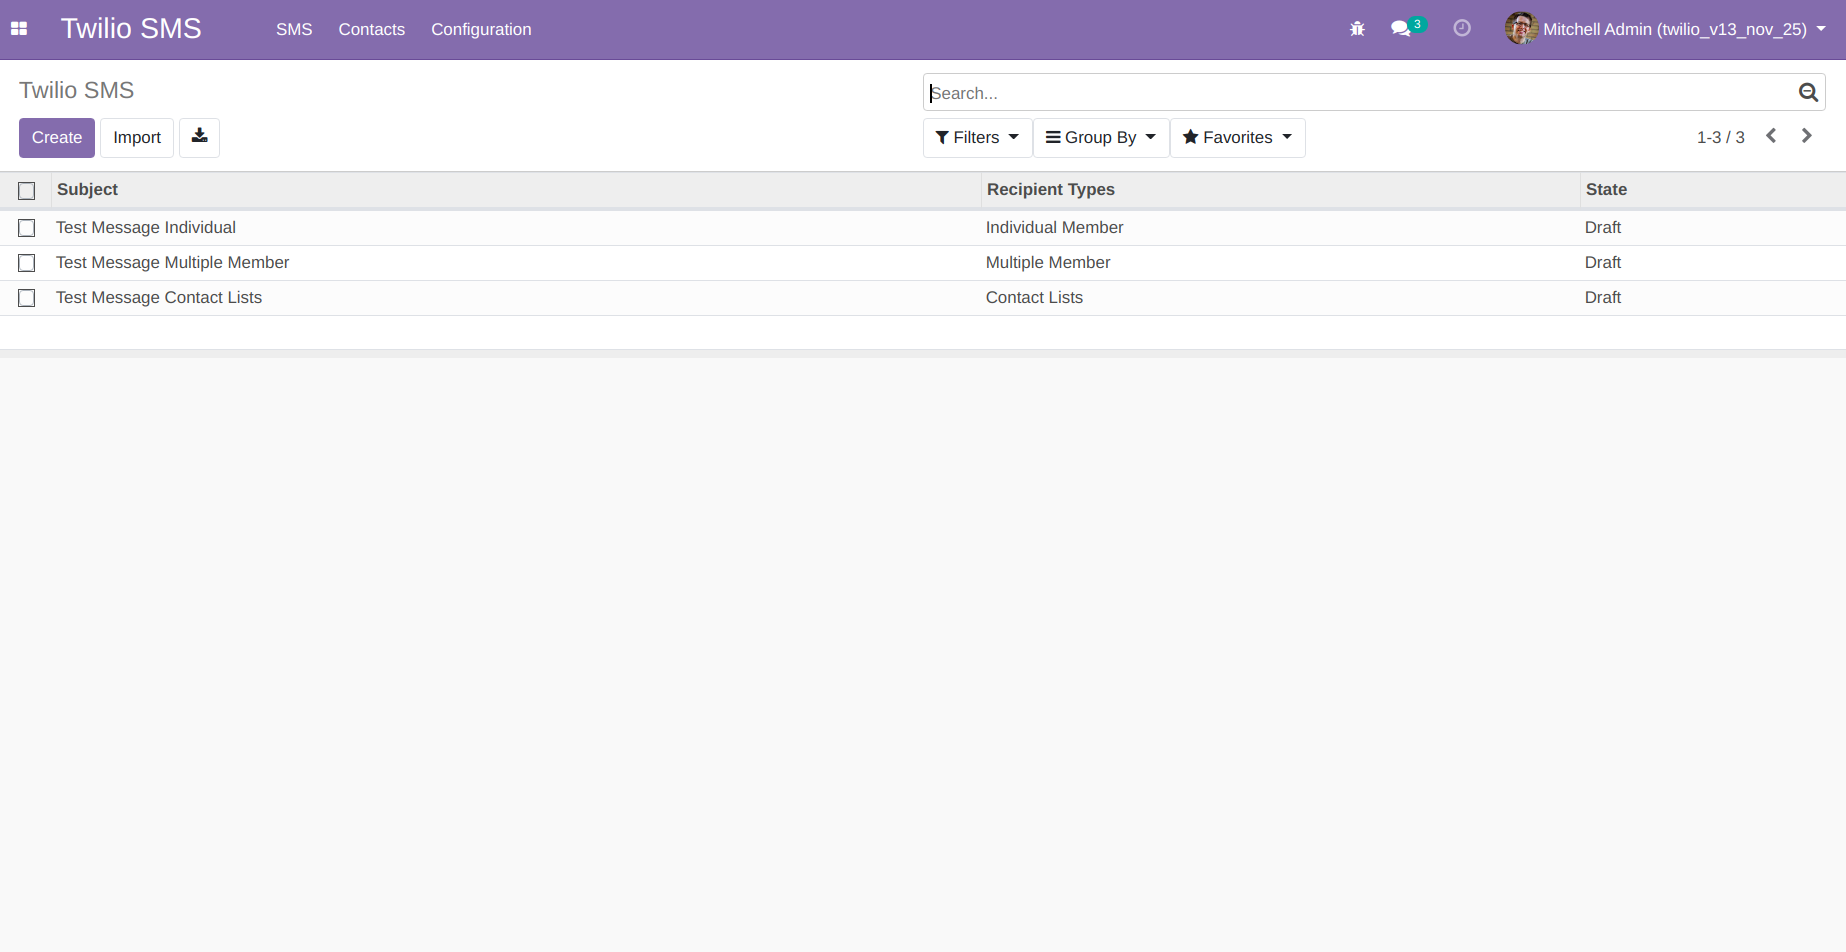 Twilio SMS SMS Contacts Configuration 3 Mitchell Admin (twilio_v13_nov_25)
Twilio SMS Search...
Create Import Filters Group By Favorites 1-3 / 3
Subject Recipient Types State
Test Message Individual Individual Member Draft
Test Message Multiple Member Multiple Member Draft
Test Message Contact Lists Contact Lists Draft